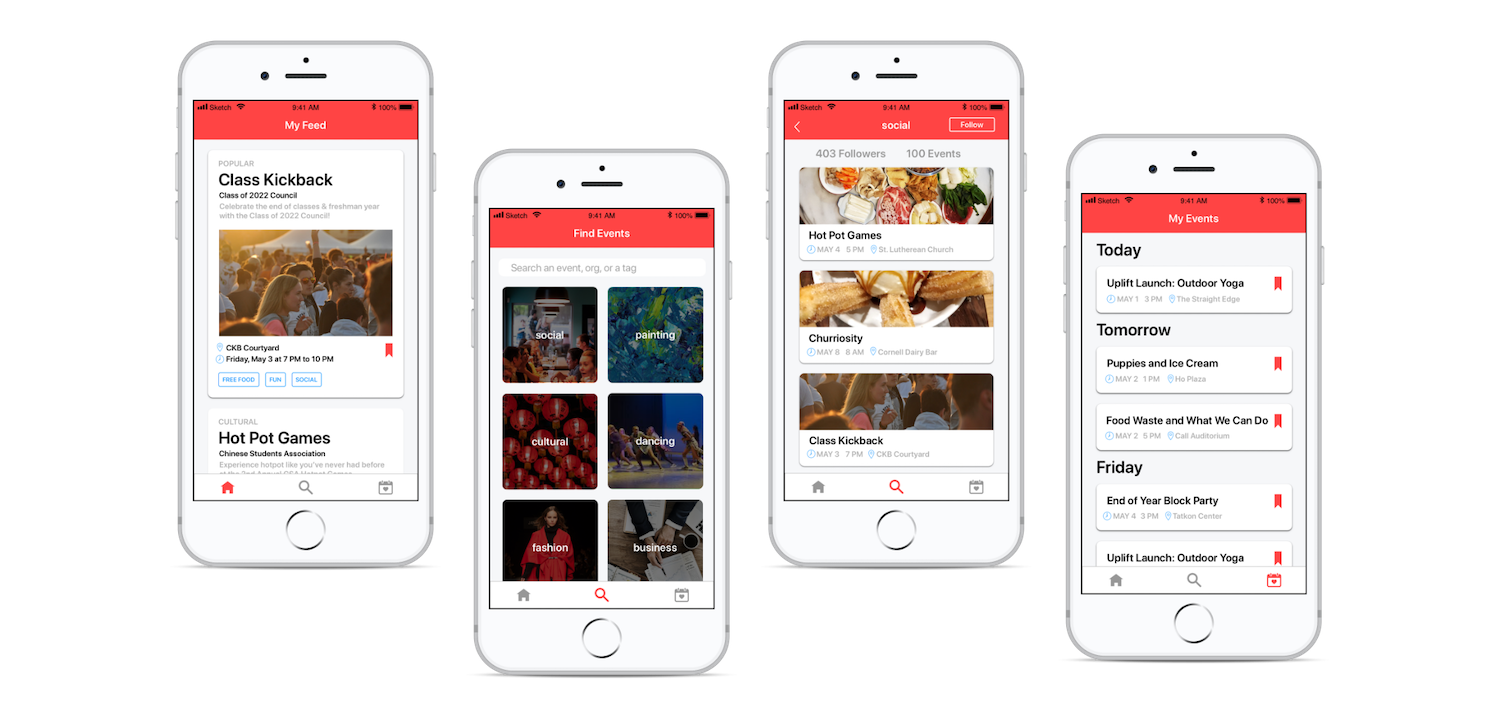 Sketch 9:41 AM 100%
My Feed
POPULAR
Class Kickback
Class of 2022 Council
Celebrate the end of classes & freshman year
with the Class of 2022 Council!
CKB Courtyard
Friday, May 3 at 7 PM to 10 PM
FREE FOOD FUN SOCIAL
CULTURAL
Hot Pot Games
Chinese Students Association
Experience hotpot like you've never had before
at the 2nd Annual CSA Hotpot Games
Sketch 9:41 AM 100%
Find Events
Search an event, org, or a tag
social painting
cultural dancing
fashion business
Sketch 9:41 AM 100%
social Follow
403 Followers 100 Events
Hot Pot Games
MAY 4 5 PM St. Lutherean Church
Churriosity
MAY 8 8 AM Cornell Dairy Bar
Class Kickback
MAY 3 7 PM CKB Courtyard
Sketch 9:41 AM 100%
My Events
Today
Uplift Launch: Outdoor Yoga
MAY 1 3 PM The Straight Edge
Tomorrow
Puppies and Ice Cream
MAY 2 1 PM Ho Plaza
Food Waste and What We Can Do
MAY 2 5 PM Call Auditorium
Friday
End of Year Block Party
MAY 4 3 PM Tatkon Center
Uplift Launch: Outdoor Yoga